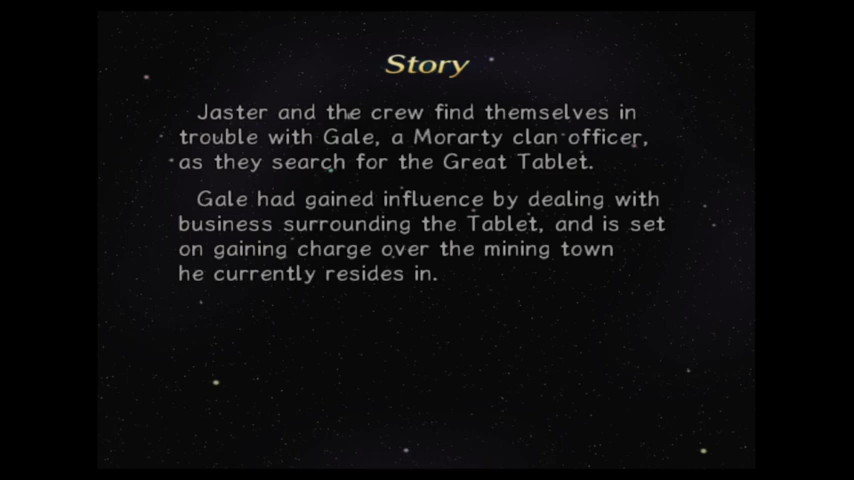 Story
Jaster and the crew find themselves in
trouble with Gale, a Morarty clan officer,
as they search for the Great Tablet.
Gale had gained influence by dealing with
business surrounding the Tablet, and is set
on gaining charge over the mining town
he currently resides in.